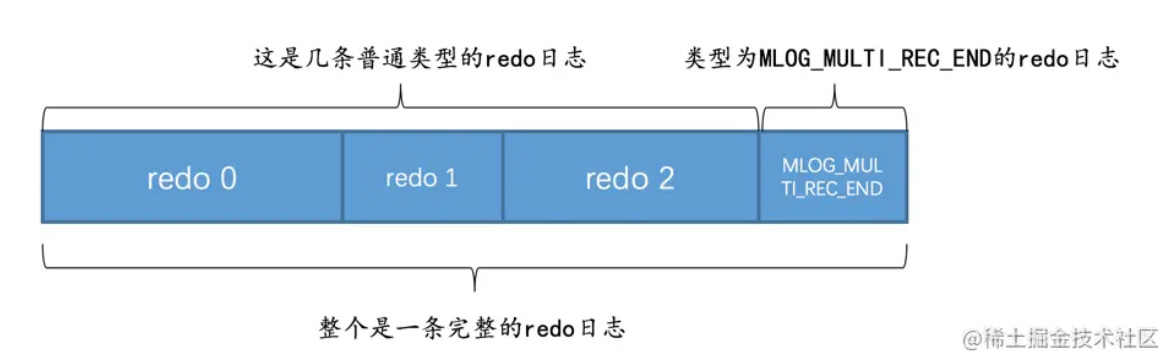 这是几条普通类型的redo日志
类型为MLOG_MULTI_REC_END的redo日志
redo 0
redo 1
redo 2
MLOG_MUL
TI_REC_END
整个是一条完整的redo日志
@稀土掘金技术社区